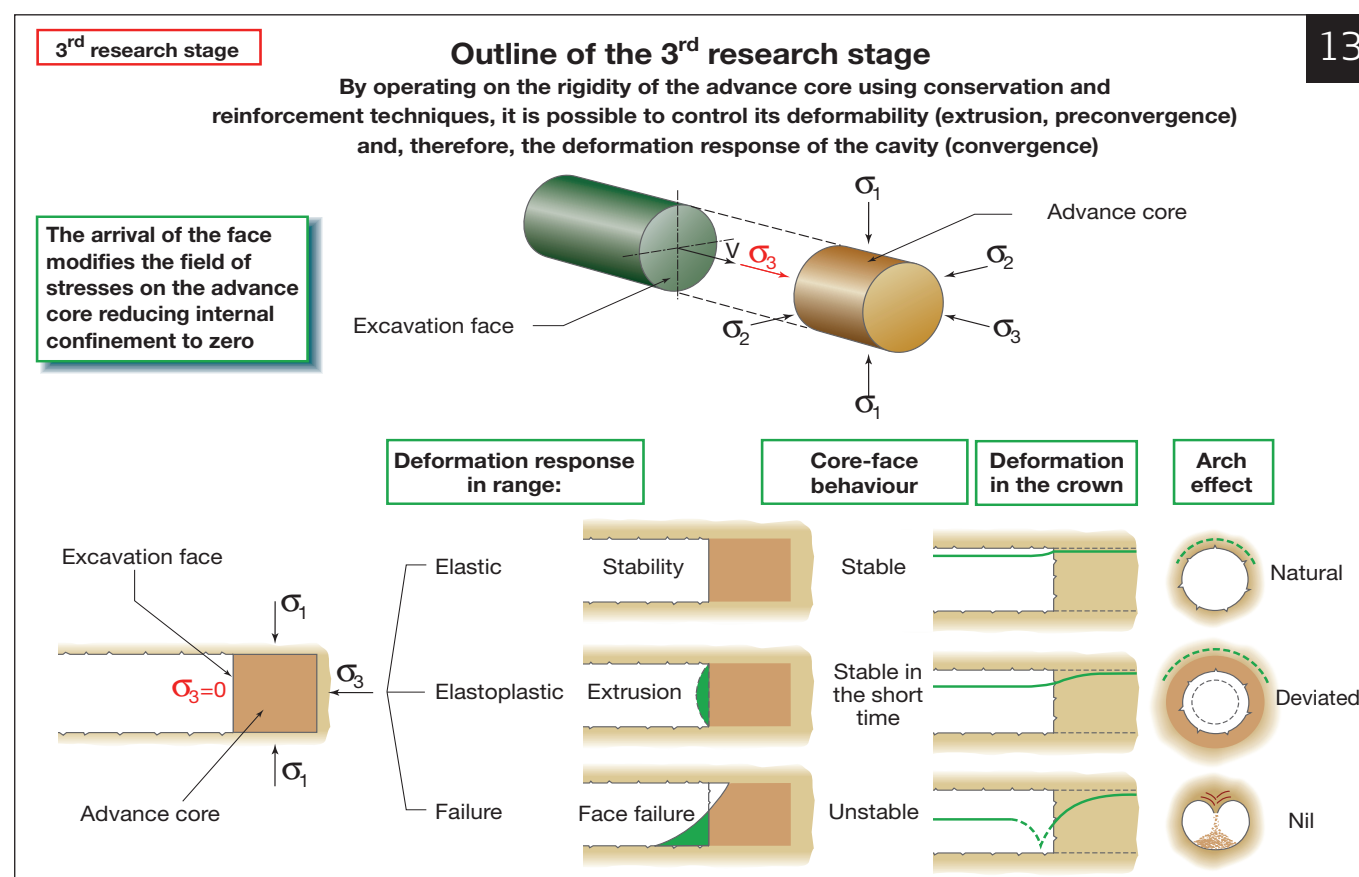 3rd research stage
Outline of the 3rd research stage
13
By operating on the rigidity of the advance core using conservation and
reinforcement techniques, it is possible to control its deformability (extrusion, preconvergence)
and, therefore, the deformation response of the cavity (convergence)
The arrival of the face
modifies the field of
stresses on the advance
core reducing internal
confinement to zero
σ1
Advance core
V
σ3
σ2
Excavation face
σ2
σ3
σ1
Deformation response
in range:
Core-face
behaviour
Deformation
in the crown
Arch
effect
Excavation face
σ1
σ3=0
σ3
σ1
Advance core
Elastic
Stability
Stable
Natural
Elastoplastic
Extrusion
Stable in
the short
time
Deviated
Failure
Face failure
Unstable
Nil